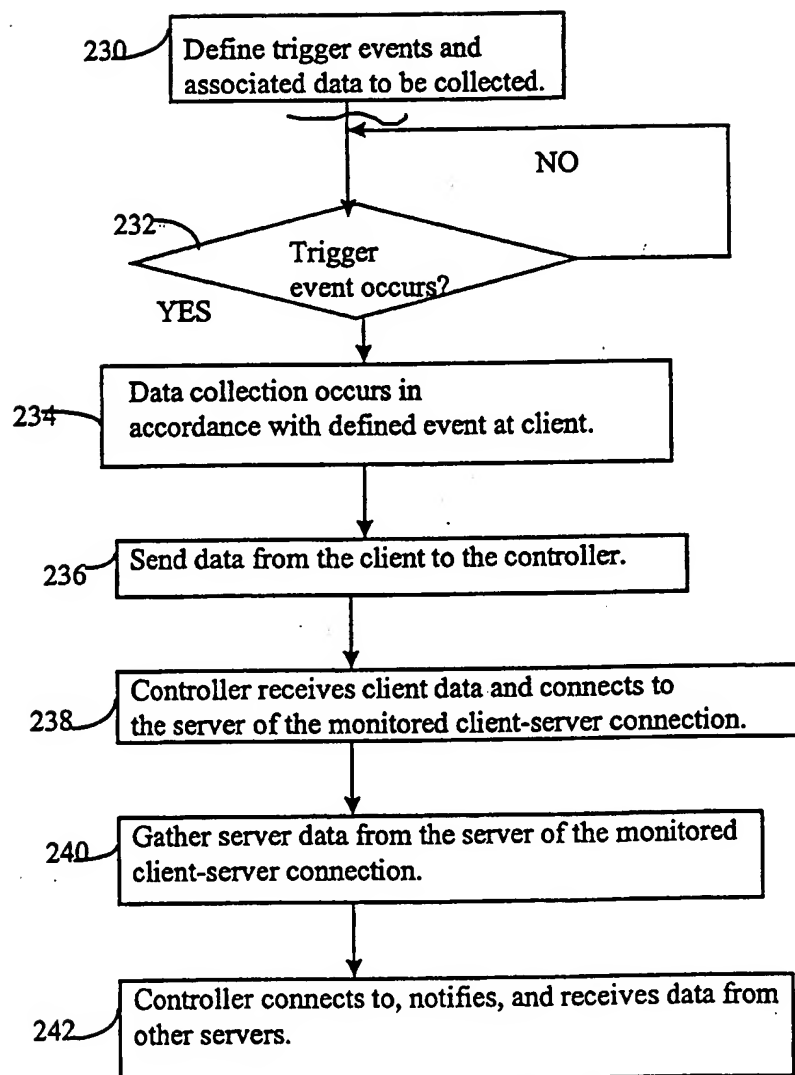 230
Define trigger events and
associated data to be collected.
NO
232
Trigger
event occurs?
YES
234
Data collection occurs in
accordance with defined event at client.
236
Send data from the client to the controller.
238
Controller receives client data and connects to
the server of the monitored client-server connection.
240
Gather server data from the server of the monitored
client-server connection.
242
Controller connects to, notifies, and receives data from
other servers.